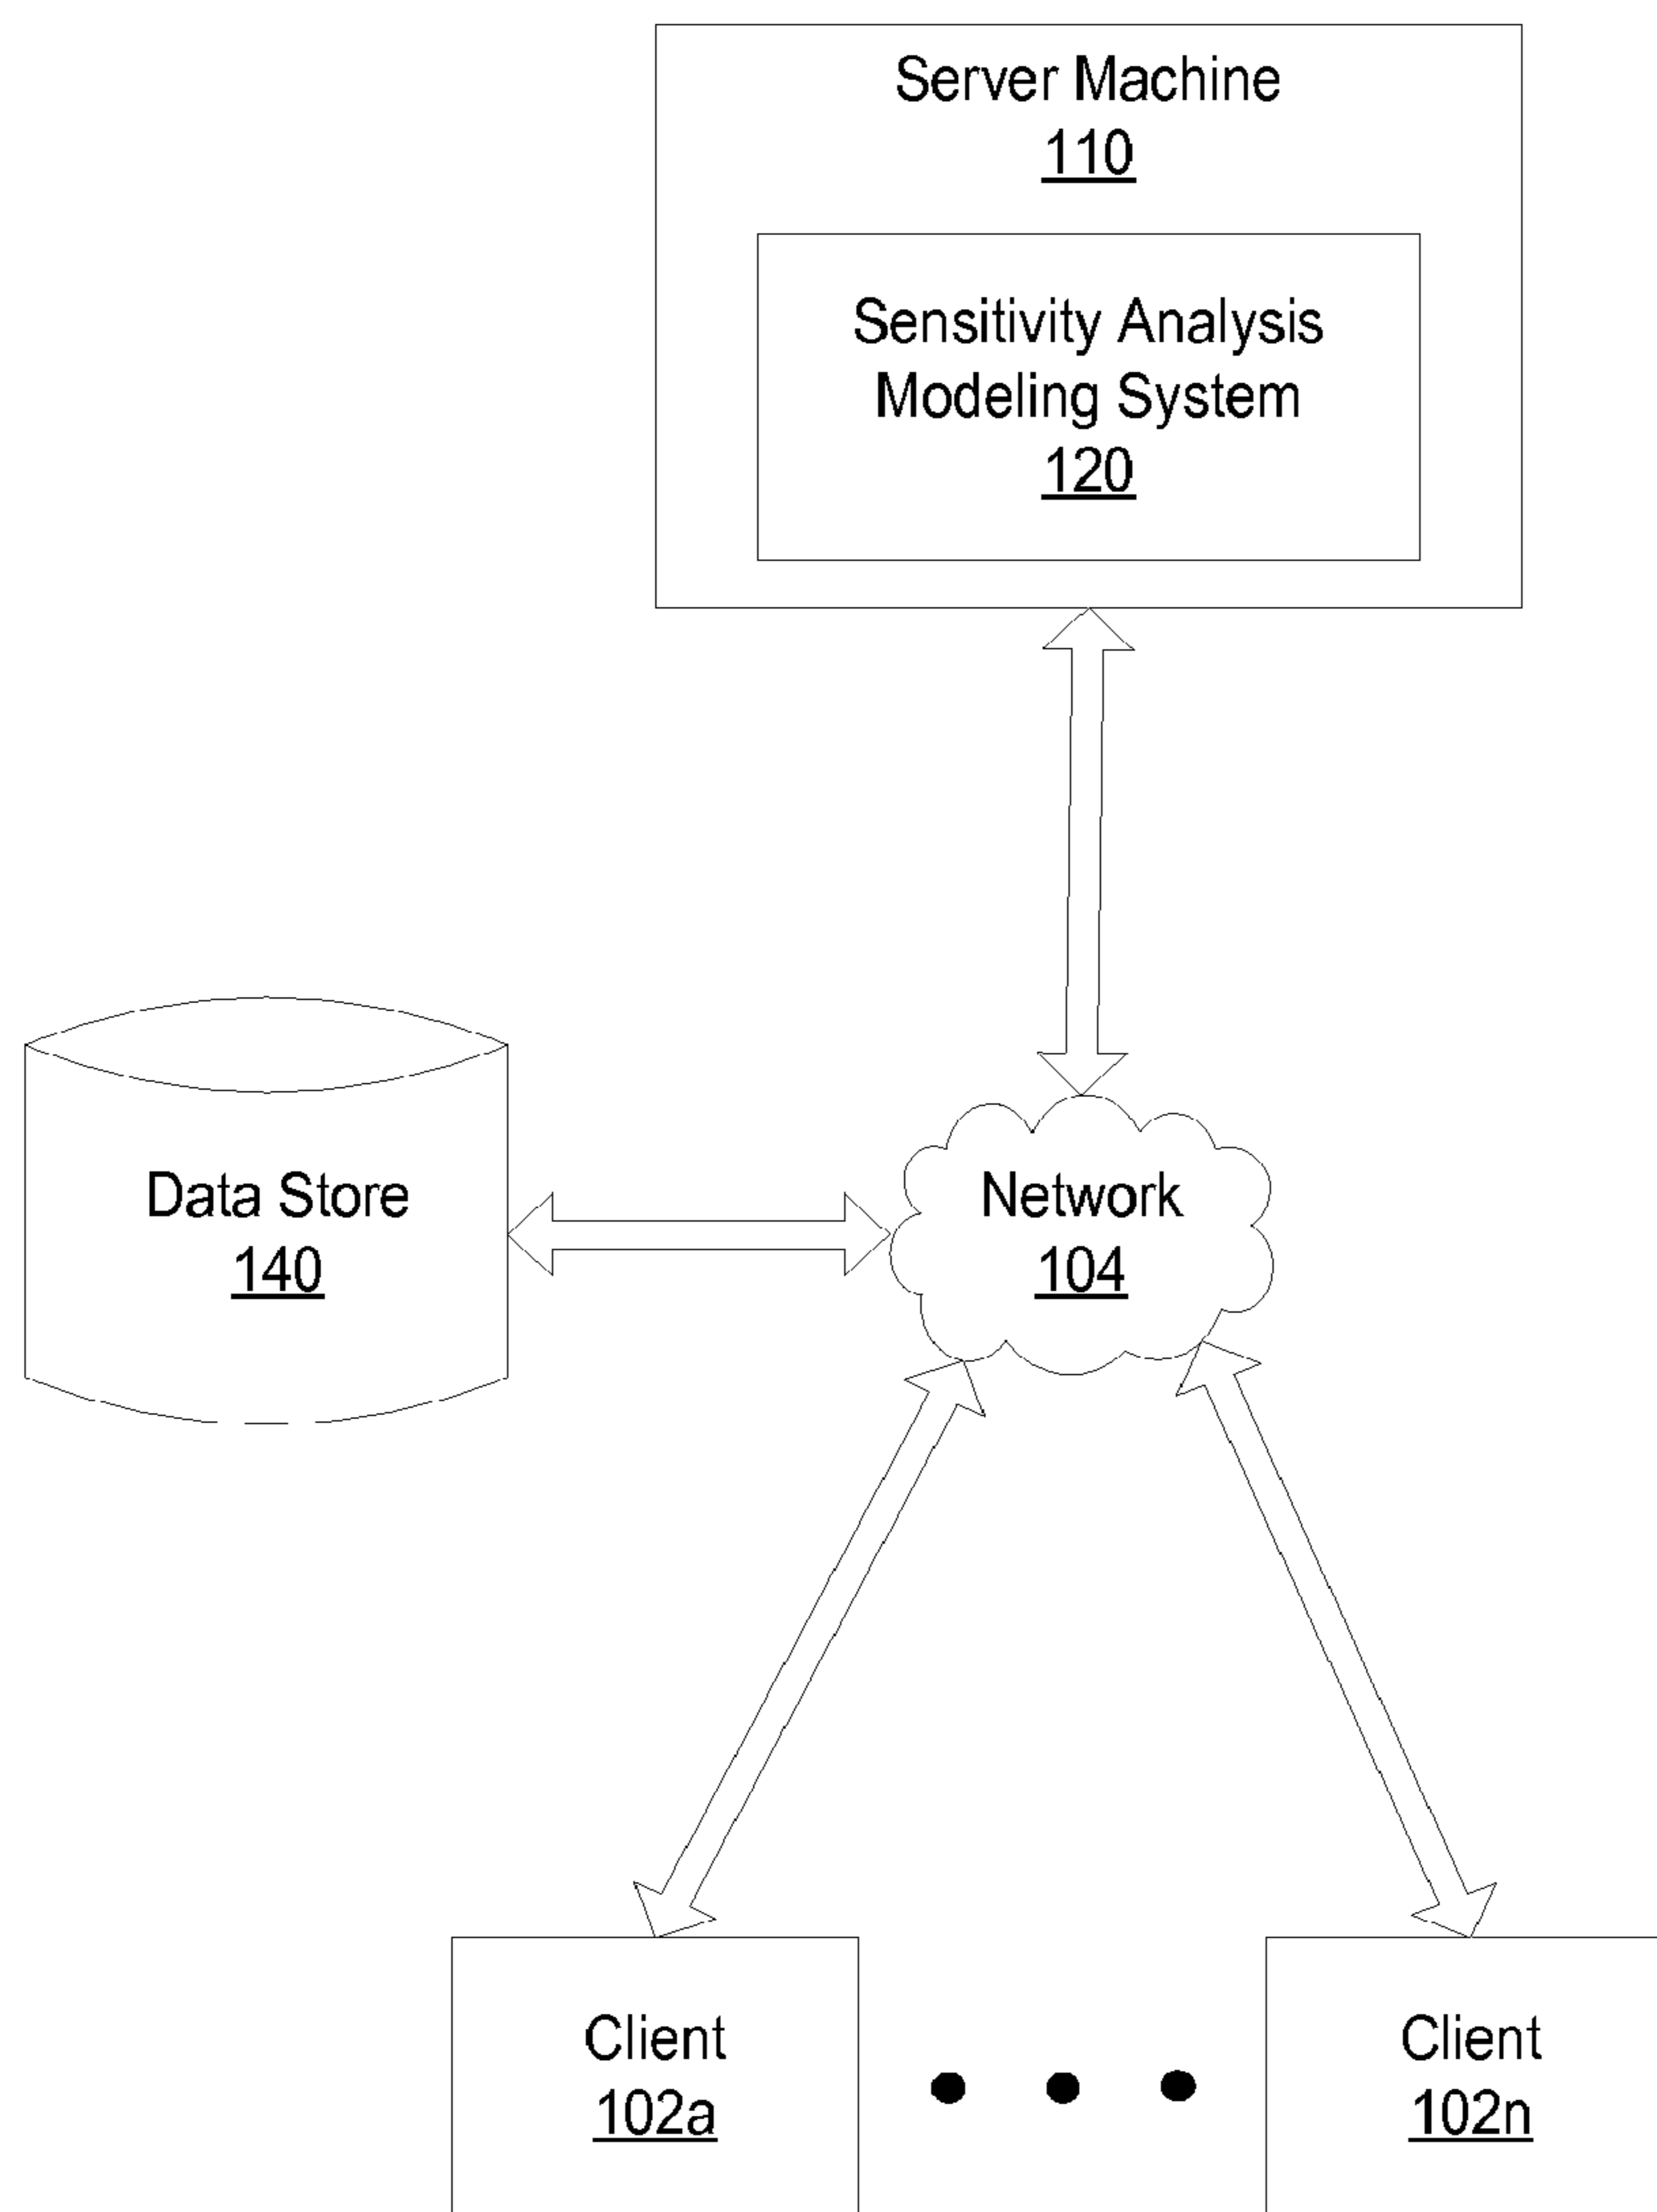 Server Machine
110
Sensitivity Analysis
Modeling System
120
Data Store
140
Network
104
Client
102a
Client
102n